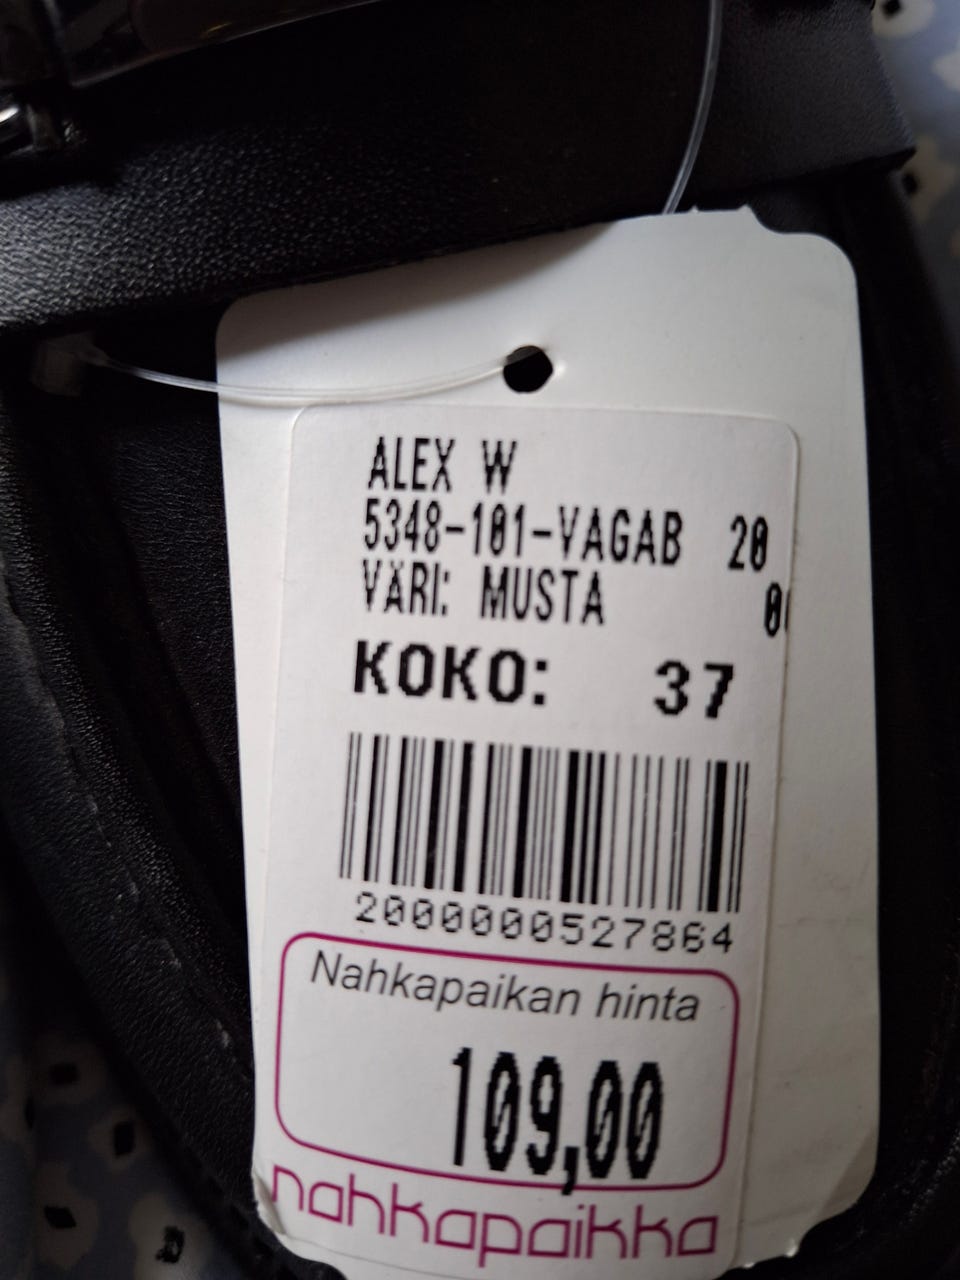 ALEX W
5348-101-VAGAB 20
VÄRI: MUSTA
KOKO: 37
2000000527864
Nahkapaikan hinta
109,00
nahkapaikka